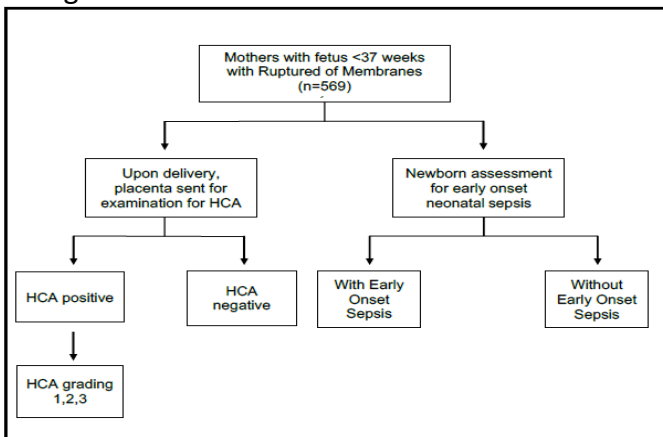 Mothers with fetus <37 weeks
with Ruptured of Membranes
(n=569)
Upon delivery,
placenta sent for
examination for HCA
Newborn assessment
for early onset
neonatal sepsis
HCA positive
HCA
negative
With Early
Onset
Sepsis
Without
Early Onset
Sepsis
HCA grading
1,2,3